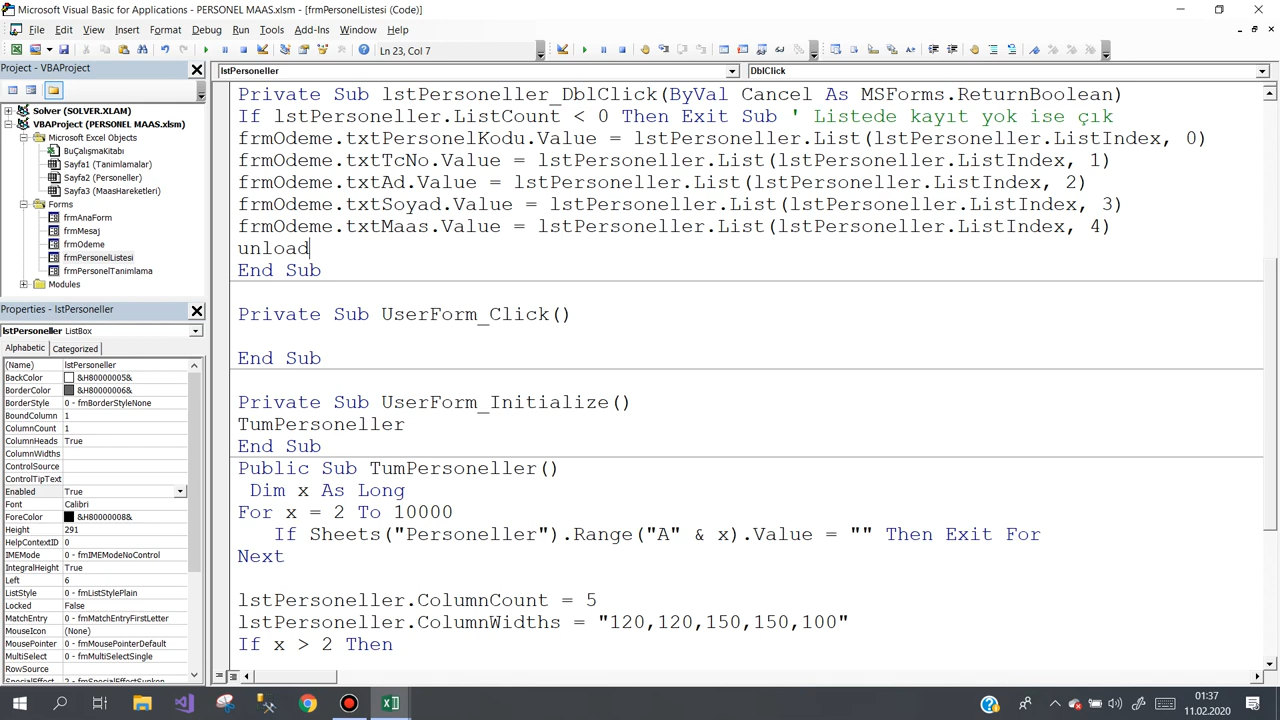 Microsoft Visual Basic for Applications - PERSONEL MAAS.xlsm - [frmPersonelListesi (Code)]
File Edit View Insert Format Debug Run Tools Add-Ins Window Help
Ln 23, Col 7
Project - VBAProject
lstPersoneller
DblClick
Solver (SOLVER.XLAM)
VBAProject (PERSONEL MAAS.xlsm)
Microsoft Excel Objects
BuÇalışmaKitabı
Sayfa1 (Tanimlamalar)
Sayfa2 (Personeller)
Sayfa3 (MaasHareketleri)
Forms
frmAnaForm
frmMesaj
frmOdeme
frmPersonelListesi
frmPersonelTanimlama
Modules
Properties - lstPersoneller
lstPersoneller ListBox
Alphabetic Categorized
(Name) lstPersoneller
BackColor &H80000005&
BorderColor &H80000006&
BorderStyle 0 - fmBorderStyleNone
BoundColumn 1
ColumnCount 1
ColumnHeads True
ColumnWidths
ControlSource
ControlTipText
Enabled True
Font Calibri
ForeColor &H80000008&
Height 291
HelpContextID 0
IMEMode 0 - fmIMEModeNoControl
IntegralHeight True
Left 6
ListStyle 0 - fmListStylePlain
Locked False
MatchEntry 0 - fmMatchEntryFirstLetter
MouseIcon (None)
MousePointer 0 - fmMousePointerDefault
MultiSelect 0 - fmMultiSelectSingle
RowSource
Private Sub lstPersoneller_DblClick(ByVal Cancel As MSForms.ReturnBoolean)
If lstPersoneller.ListCount < 0 Then Exit Sub ' Listede kayıt yok ise çık
frmOdeme.txtPersonelKodu.Value = lstPersoneller.List(lstPersoneller.ListIndex, 0)
frmOdeme.txtTcNo.Value = lstPersoneller.List(lstPersoneller.ListIndex, 1)
frmOdeme.txtAd.Value = lstPersoneller.List(lstPersoneller.ListIndex, 2)
frmOdeme.txtSoyad.Value = lstPersoneller.List(lstPersoneller.ListIndex, 3)
frmOdeme.txtMaas.Value = lstPersoneller.List(lstPersoneller.ListIndex, 4)
unload
End Sub
Private Sub UserForm_Click()
End Sub
Private Sub UserForm_Initialize()
TumPersoneller
End Sub
Public Sub TumPersoneller()
Dim x As Long
For x = 2 To 10000
If Sheets("Personeller").Range("A" & x).Value = "" Then Exit For
Next
lstPersoneller.ColumnCount = 5
lstPersoneller.ColumnWidths = "120,120,150,150,100"
If x > 2 Then
01:37
11.02.2020